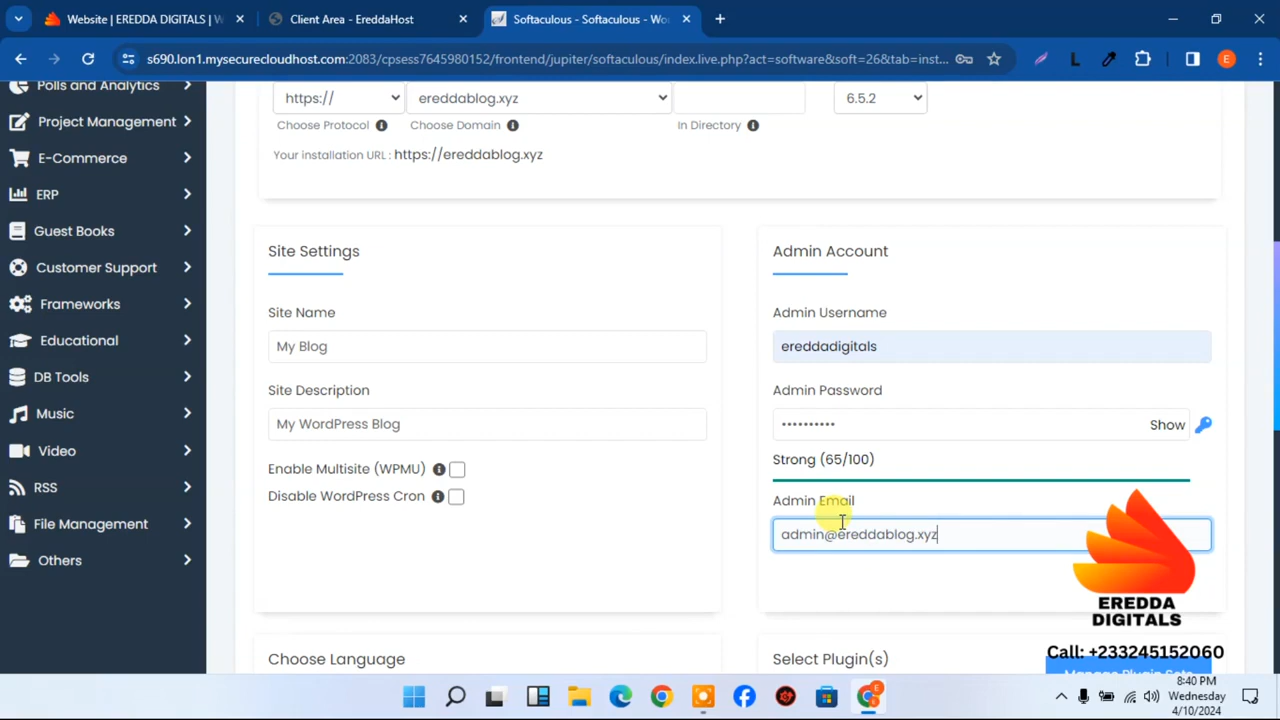 Website | EREDDA DIGITALS | W
Client Area - EreddaHost
Softaculous - Softaculous - Wo
s690.lon1.mysecurecloudhost.com:2083/cpsess7645980152/frontend/jupiter/softaculous/index.live.php?act=software&soft=26&tab=inst...
L
E
Polls and Analytics
Project Management
E-Commerce
ERP
Guest Books
Customer Support
Frameworks
Educational
DB Tools
Music
Video
RSS
File Management
Others
https://
ereddablog.xyz
6.5.2
Choose Protocol
Choose Domain
In Directory
Your installation URL : https://ereddablog.xyz
Site Settings
Site Name
My Blog
Site Description
My WordPress Blog
Enable Multisite (WPMU)
Disable WordPress Cron
Admin Account
Admin Username
ereddadigitals
Admin Password
••••••••••
Show
Strong (65/100)
Admin Email
admin@ereddablog.xyz
Choose Language
Select Plugin(s)
Manage Plugin Sets
EREDDA
DIGITALS
Call: +233245152060
8:40 PM
Wednesday
4/10/2024